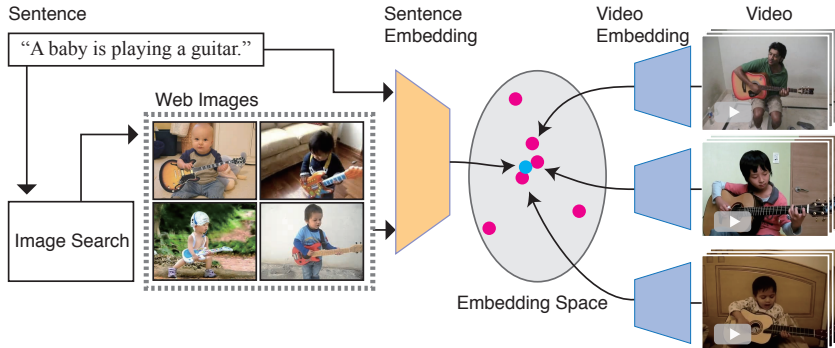 Sentence
Sentence
Embedding
Video
Embedding
Video
“A baby is playing a guitar.”
Web Images
Image Search
Embedding Space